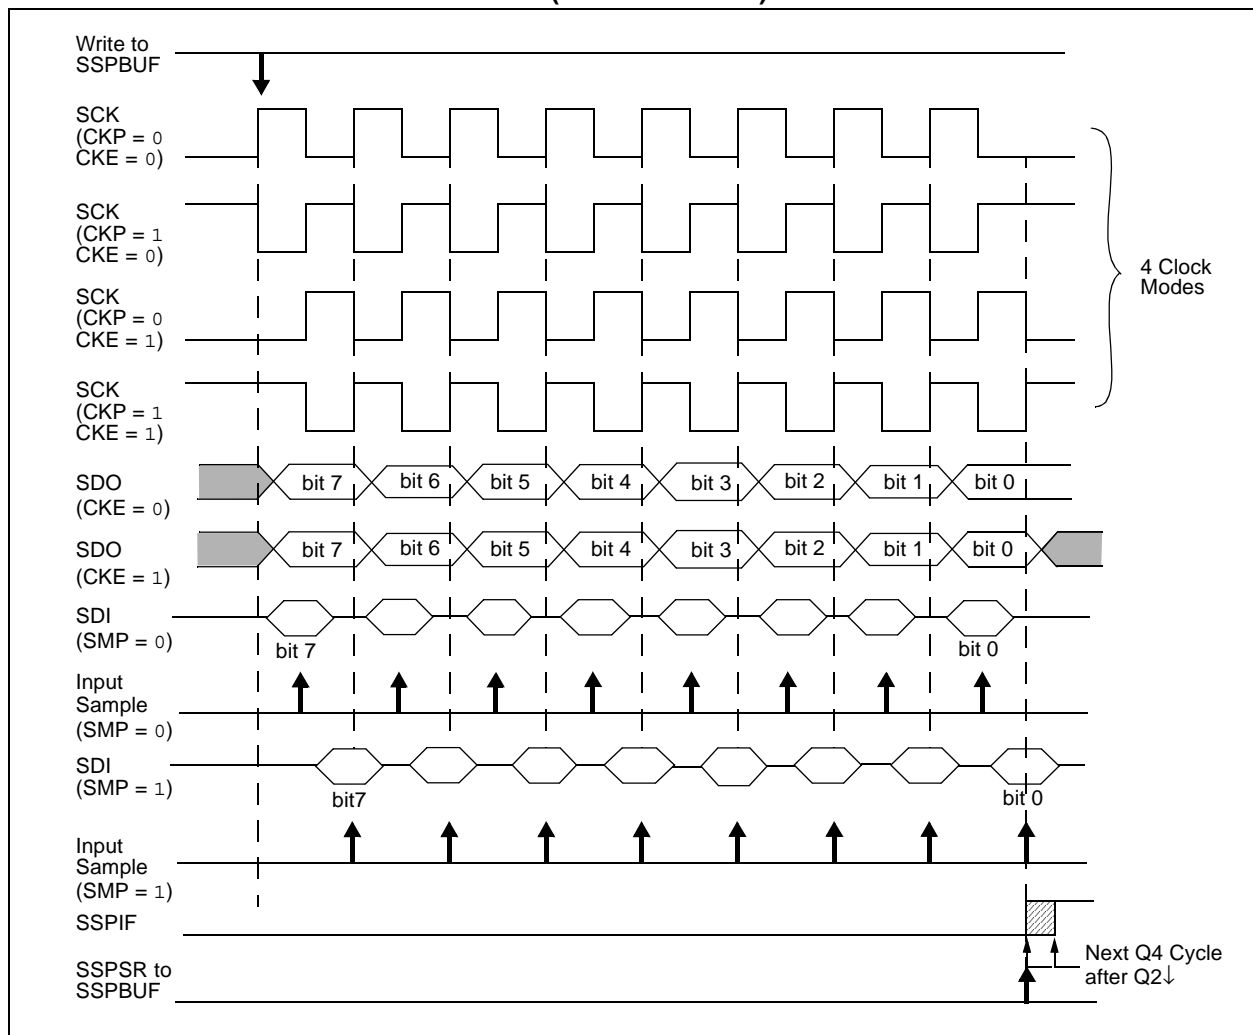 Write to
SSPBUF
SCK
(CKP = 0
CKE = 0)
SCK
(CKP = 1
CKE = 0)
SCK
(CKP = 0
CKE = 1)
SCK
(CKP = 1
CKE = 1)
4 Clock
Modes
SDO
(CKE = 0)
bit 7 bit 6 bit 5 bit 4 bit 3 bit 2 bit 1 bit 0
SDO
(CKE = 1)
bit 7 bit 6 bit 5 bit 4 bit 3 bit 2 bit 1 bit 0
SDI
(SMP = 0)
bit 7 bit 0
Input
Sample
(SMP = 0)
SDI
(SMP = 1)
bit7 bit 0
Input
Sample
(SMP = 1)
SSPIF
SSPSR to
SSPBUF
Next Q4 Cycle
after Q2↓